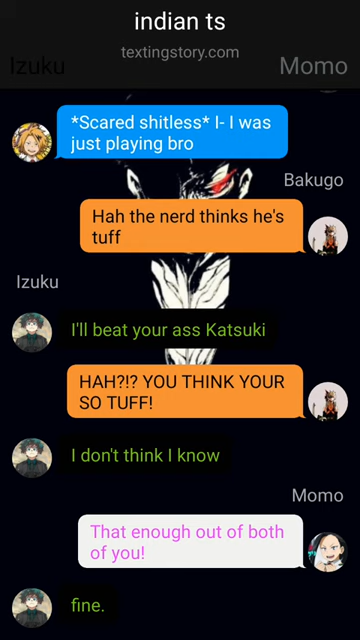 indian ts
textingstory.com
Izuku
Momo
*Scared shitless* I- I was
just playing bro
Bakugo
Hah the nerd thinks he's
tuff
Izuku
I'll beat your ass Katsuki
HAH?!? YOU THINK YOUR
SO TUFF!
I don't think I know
Momo
That enough out of both
of you!
fine.